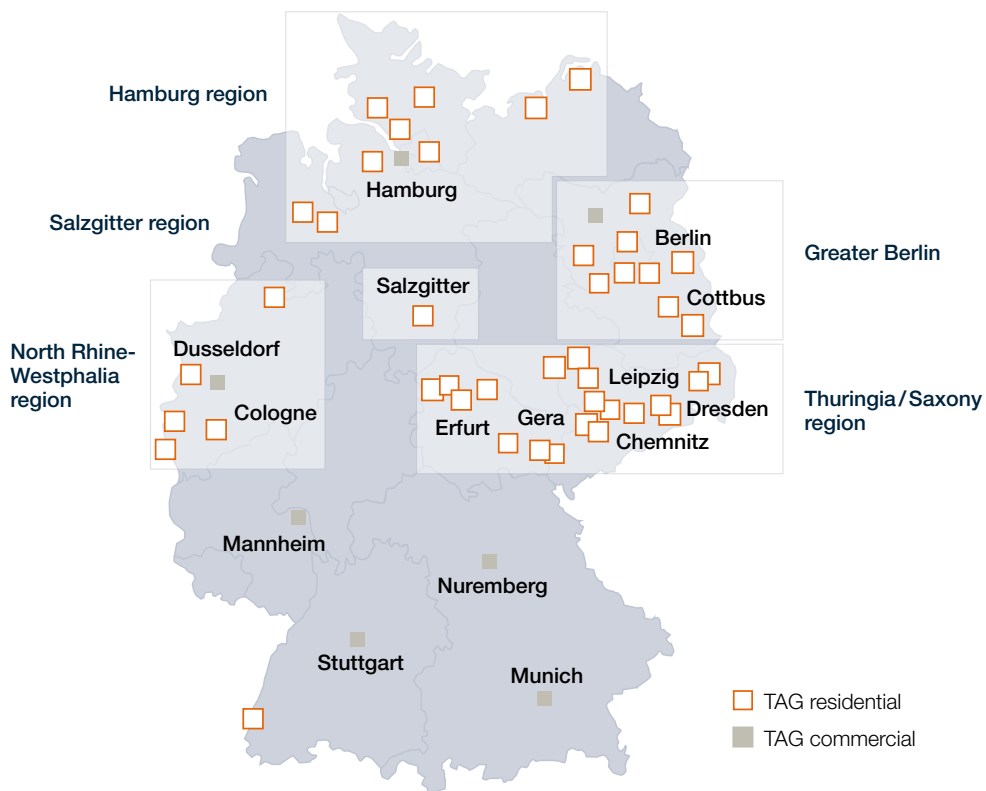 Hamburg region
Hamburg
Salzgitter region
Berlin
Greater Berlin
Salzgitter
Cottbus
North Rhine-
Westphalia
region
Dusseldorf
Cologne
Leipzig
Dresden
Thuringia/Saxony
region
Gera
Erfurt
Chemnitz
Mannheim
Nuremberg
Stuttgart
Munich
TAG residential
TAG commercial